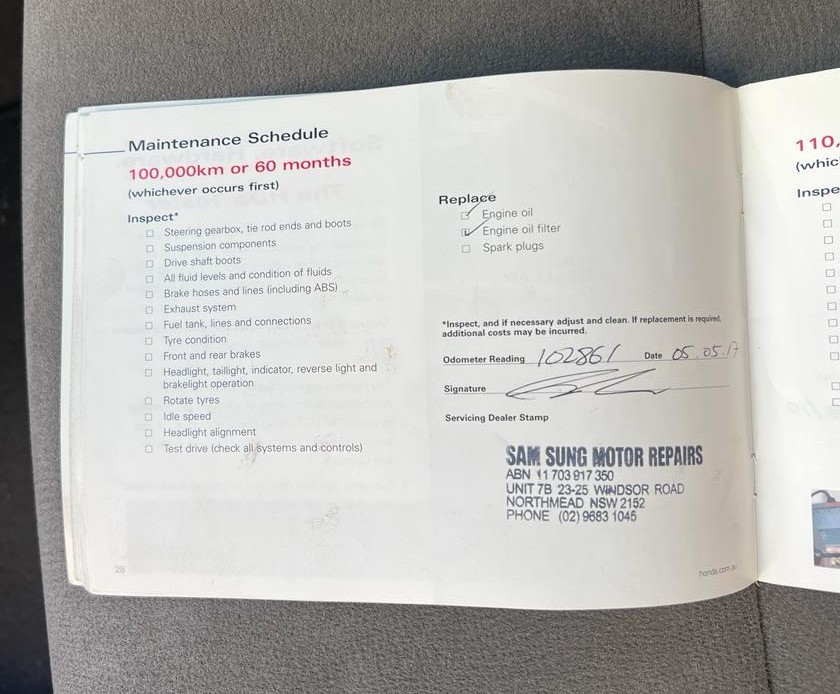 Maintenance Schedule
100,000km or 60 months
(whichever occurs first)
Inspect*
Steering gearbox, tie rod ends and boots
Suspension components
Drive shaft boots
All fluid levels and condition of fluids
Brake hoses and lines (including ABS)
Exhaust system
Fuel tank, lines and connections
Tyre condition
Front and rear brakes
Headlight, taillight, indicator, reverse light and
brakelight operation
Rotate tyres
Idle speed
Headlight alignment
Test drive (check all systems and controls)
28
Replace
Engine oil
Engine oil filter
Spark plugs
*Inspect, and if necessary adjust and clean. If replacement is required,
additional costs may be incurred.
Odometer Reading 102861 Date 05.05.17
Signature
Servicing Dealer Stamp
SAM SUNG MOTOR REPAIRS
ABN 11 703 917 350
UNIT 7B 23-25 WINDSOR ROAD
NORTHMEAD NSW 2152
PHONE (02) 9683 1045
honda.com.au
110,
(whic
Inspe